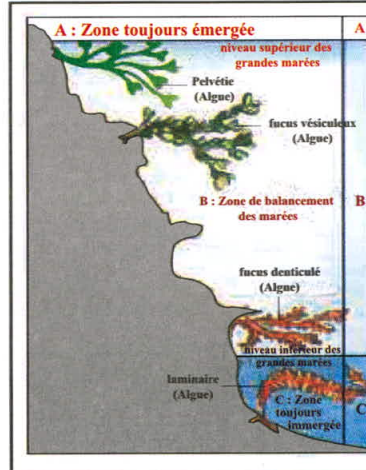 A : Zone toujours émergée
A
niveau supérieur des
grandes marées
Pelvétie
(Algue)
fucus vésiculeux
(Algue)
B : Zone de balancement
des marées
B
fucus denticulé
(Algue)
niveau inférieur des
grandes marées
laminaire
(Algue)
C : Zone
toujours
immergée
C